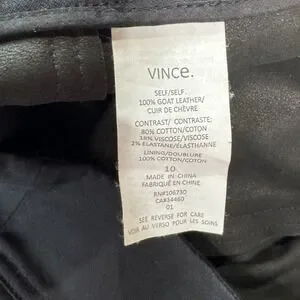 VINCE.
SELF/SELF:
100% GOAT LEATHER/
CUIR DE CHÈVRE
CONTRAST/ CONTRASTE:
80% COTTON/COTON
18% VISCOSE/VISCOSE
2% ELASTANE/ÉLASTHANNE
LINING/DOUBLURE
100% COTTON/COTON
10
MADE IN CHINA
FABRIQUÉ EN CHINE
RN#106730
CA#34460
01
SEE REVERSE FOR CARE
VOIR AU VERSO POUR LES SOINS